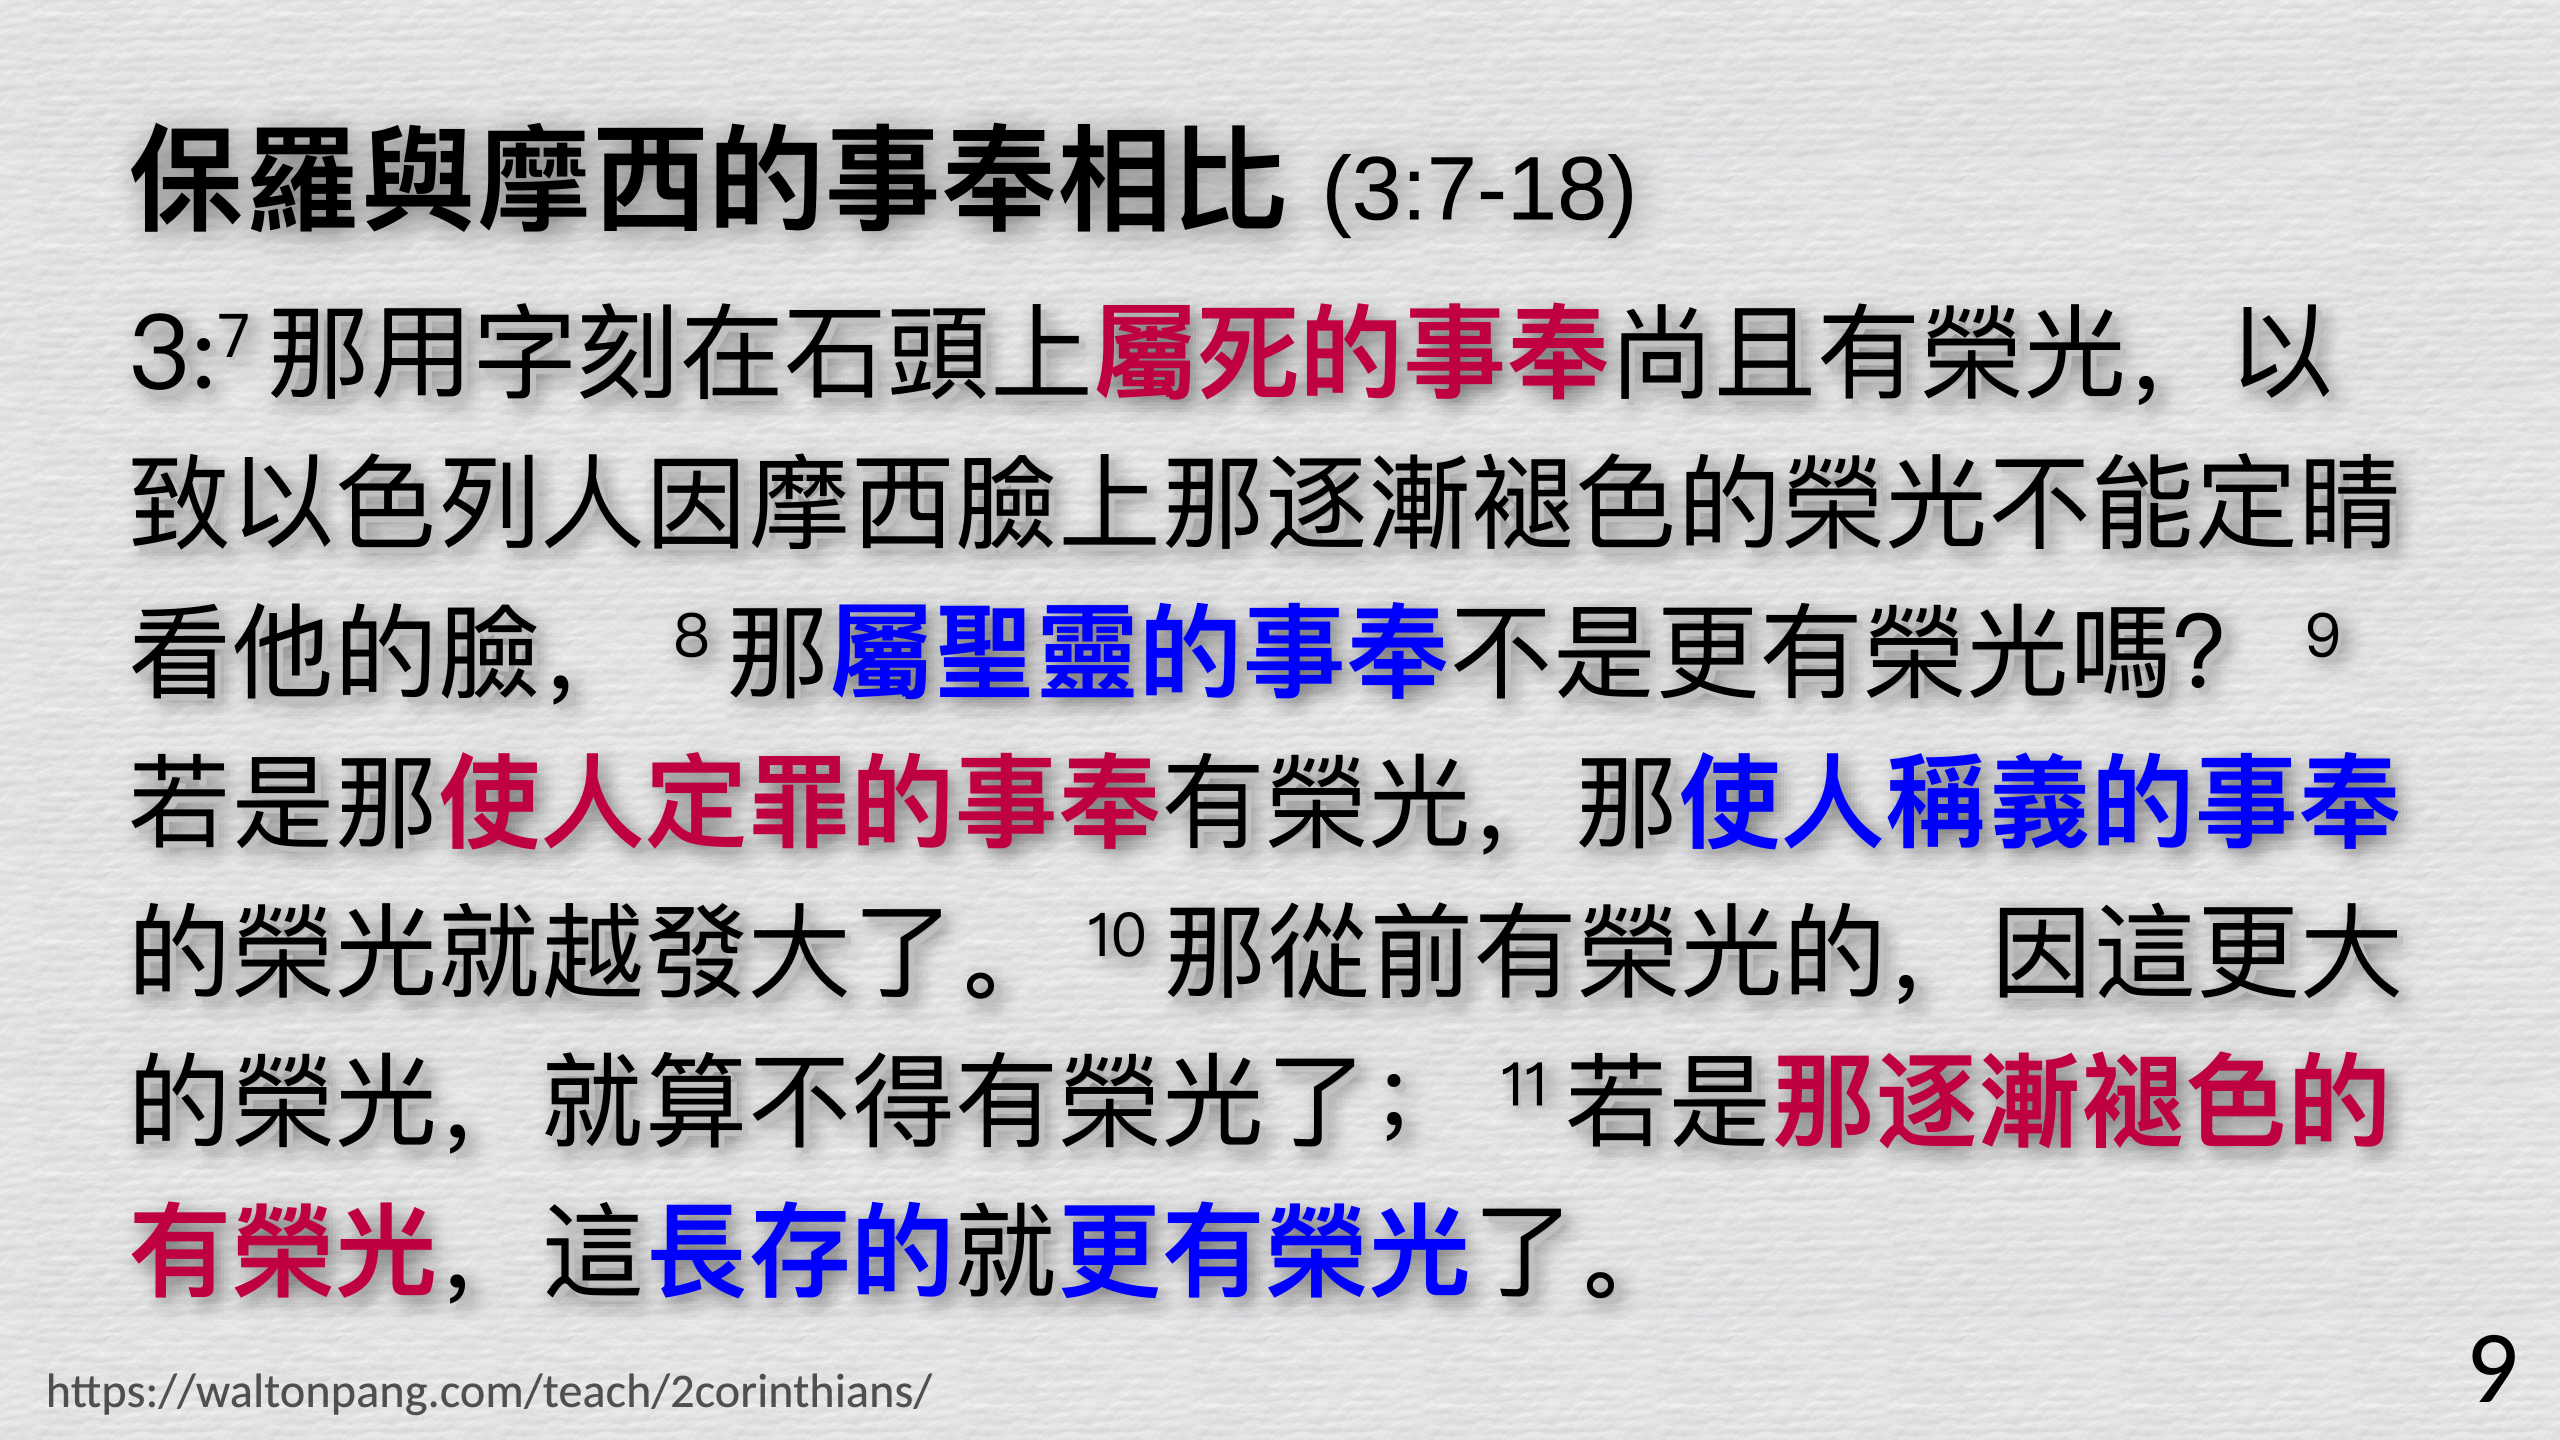 保羅與摩西的事奉相比 (3:7-18)
3:7 那用字刻在石頭上屬死的事奉尚且有榮光，以
致以色列人因摩西臉上那逐漸褪色的榮光不能定睛
看他的臉， 8 那屬聖靈的事奉不是更有榮光嗎? 9
若是那使人定罪的事奉有榮光，那使人稱義的事奉
的榮光就越發大了。 10 那從前有榮光的，因這更大
的榮光，就算不得有榮光了； 11 若是那逐漸褪色的
有榮光，這長存的就更有榮光了。
https://waltonpang.com/teach/2corinthians/
9